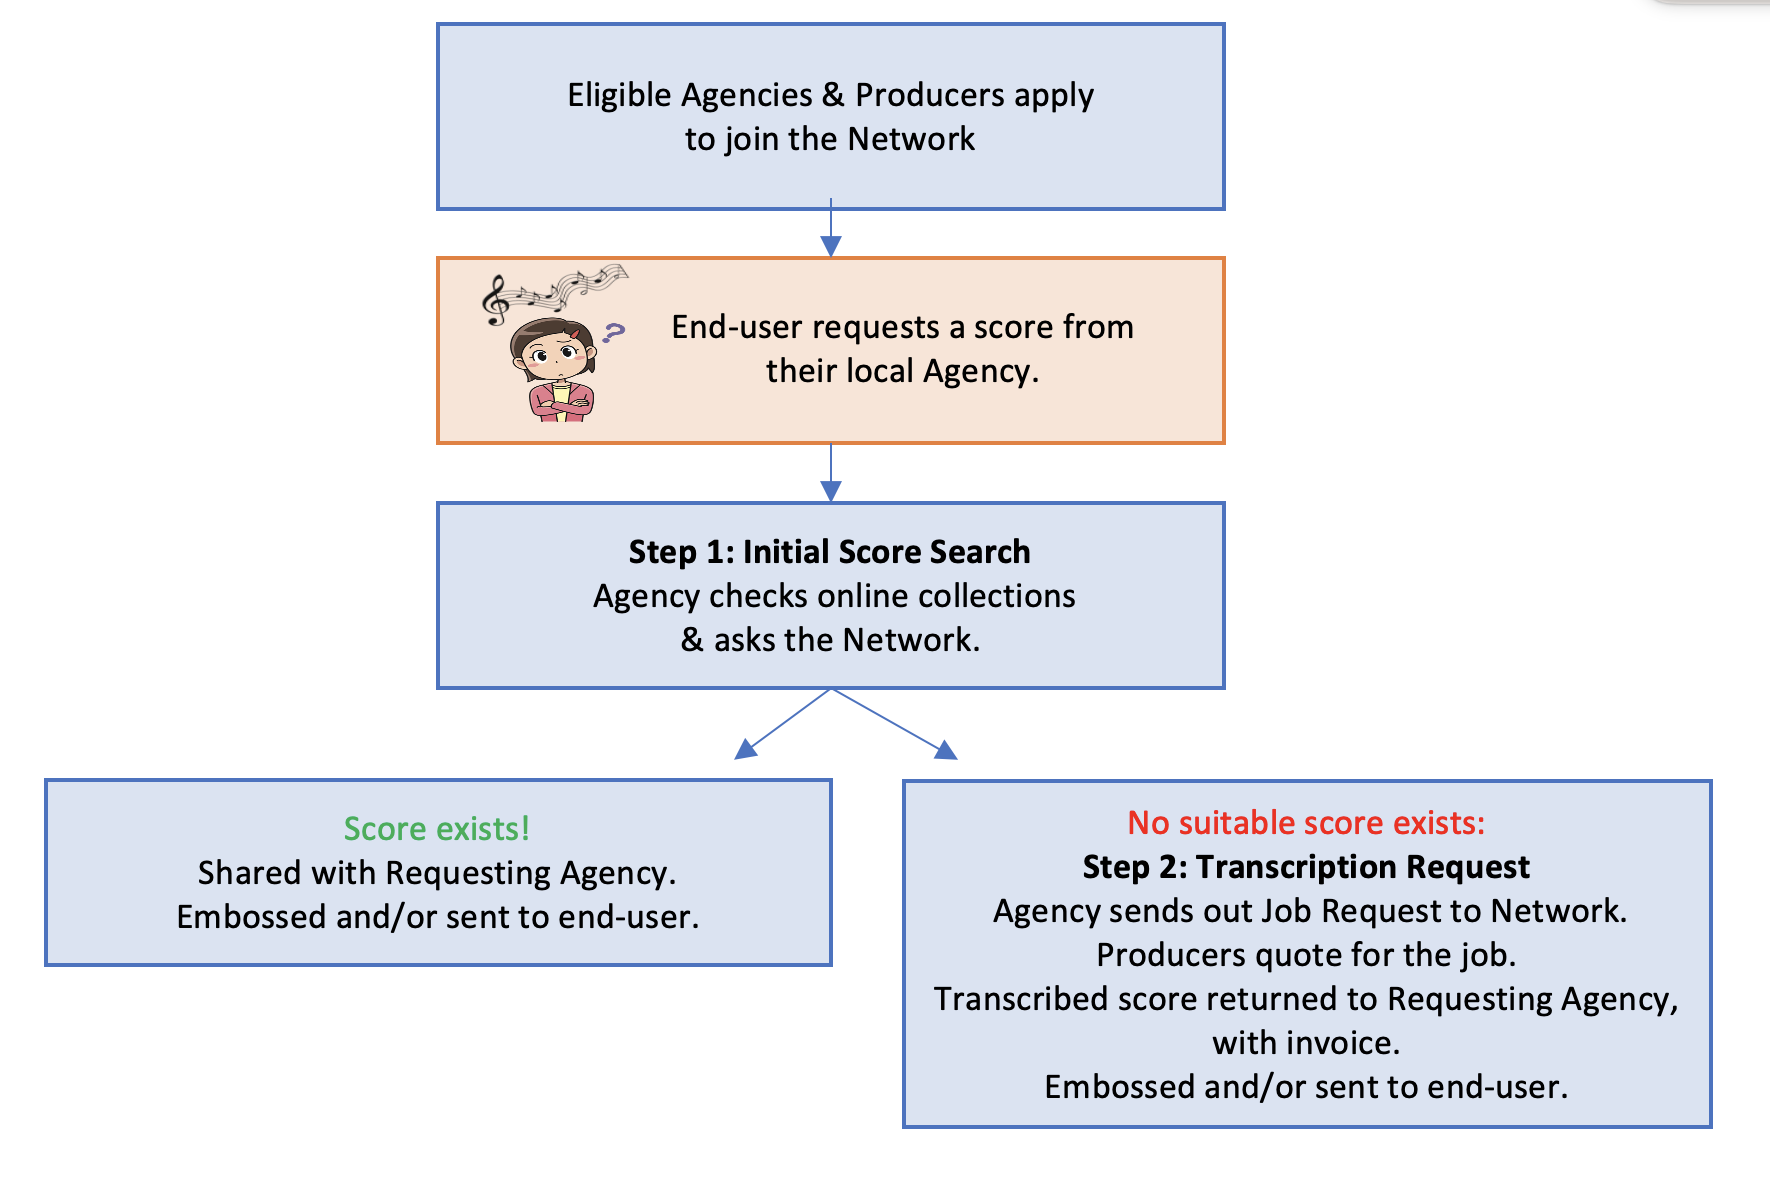 Eligible Agencies & Producers apply
to join the Network
?
End-user requests a score from
their local Agency.
Step 1: Initial Score Search
Agency checks online collections
& asks the Network.
Score exists!
Shared with Requesting Agency.
Embossed and/or sent to end-user.
No suitable score exists:
Step 2: Transcription Request
Agency sends out Job Request to Network.
Producers quote for the job.
Transcribed score returned to Requesting Agency,
with invoice.
Embossed and/or sent to end-user.